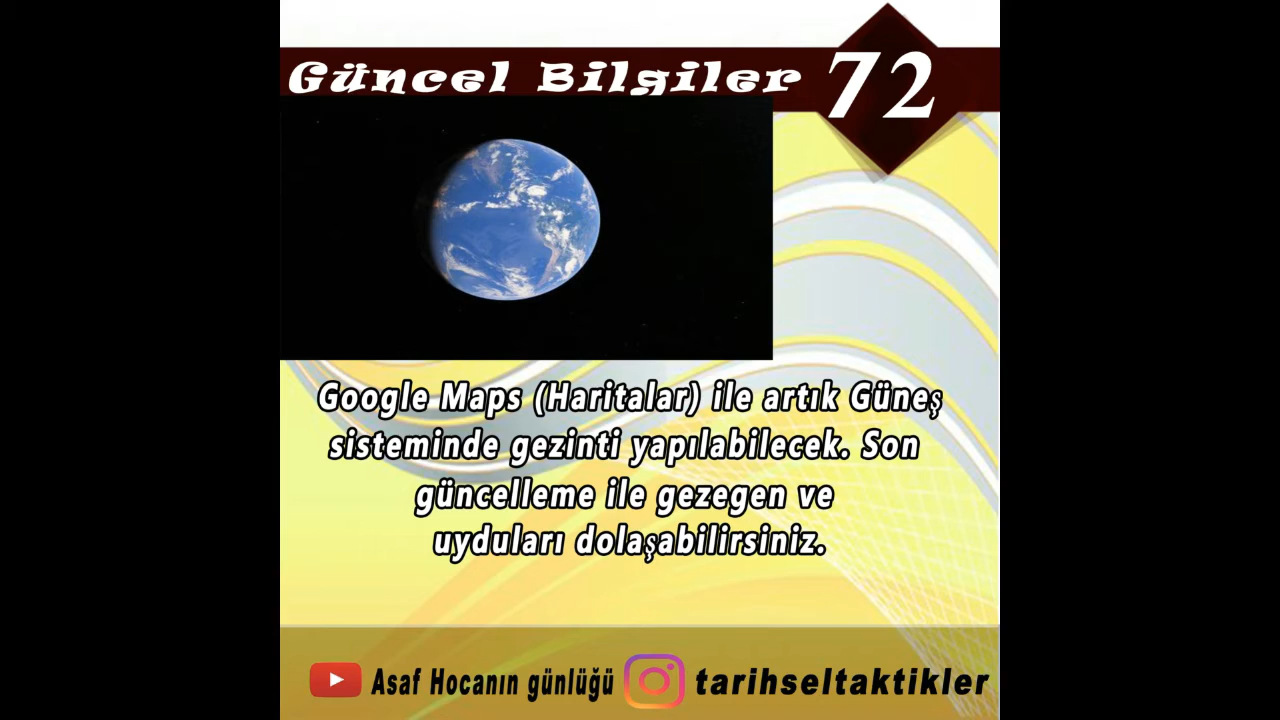 Güncel Bilgiler 72
Google Maps (Haritalar) ile artık Güneş
sisteminde gezinti yapılabilecek. Son
güncelleme ile gezegen ve
uyduları dolaşabilirsiniz.
Asaf Hocanın günlüğü tarihseltaktikler